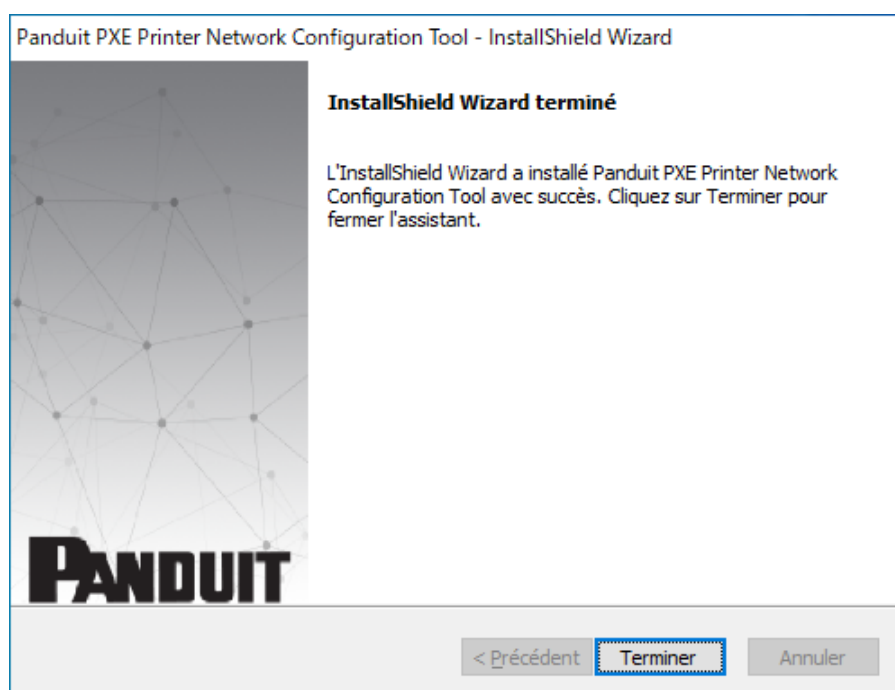 Panduit PXE Printer Network Configuration Tool - InstallShield Wizard
InstallShield Wizard terminé
L'InstallShield Wizard a installé Panduit PXE Printer Network
Configuration Tool avec succès. Cliquez sur Terminer pour
fermer l'assistant.
PANDUIT
< Précédent Terminer Annuler